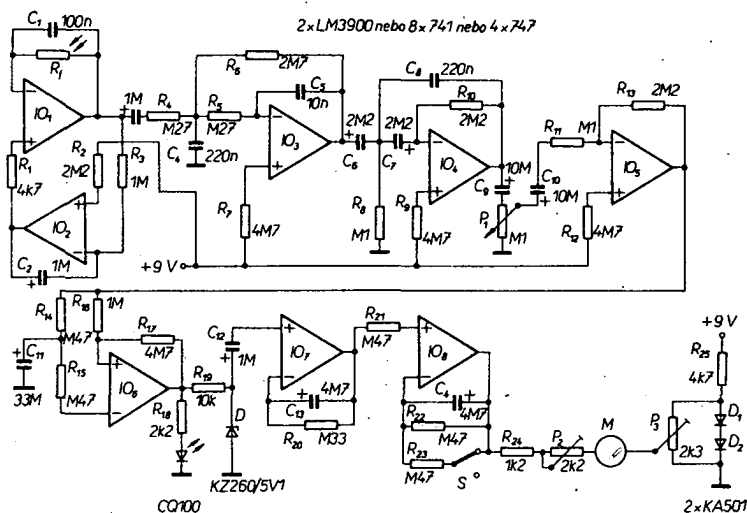 2×LM3900 nebo 8×741 nebo 4×747
C1 100n
Rf
IO1
R1
4k7
R2
2M2
R3
1M
IO2
C2 1M
1M
R4
M27
R5
M27
R6
2M7
C4
220n
C5
10n
IO3
R7
4M7
2M2
C6
C8 220n
2M2
C7
R10
2M2
IO4
R8
M1
R9
4M7
C9
10M
P1
M1
C10
10M
R11
M1
R13 2M2
IO5
R12
4M7
+9 V
R14
M47
R16
1M
C11
33M
R15
M47
R17
4M7
IO6
R18
2k2
R19
10k
C12
1M
D
KZ260/5V1
CQ100
IO7
4M7
C13
R20 M33
R21
M47
IO8
C4
4M7
R22
M47
R23
M47
S
R24
1k2
P2
2k2
M
P3
2k3
+9 V
R25
4k7
D1
D2
2×KA501